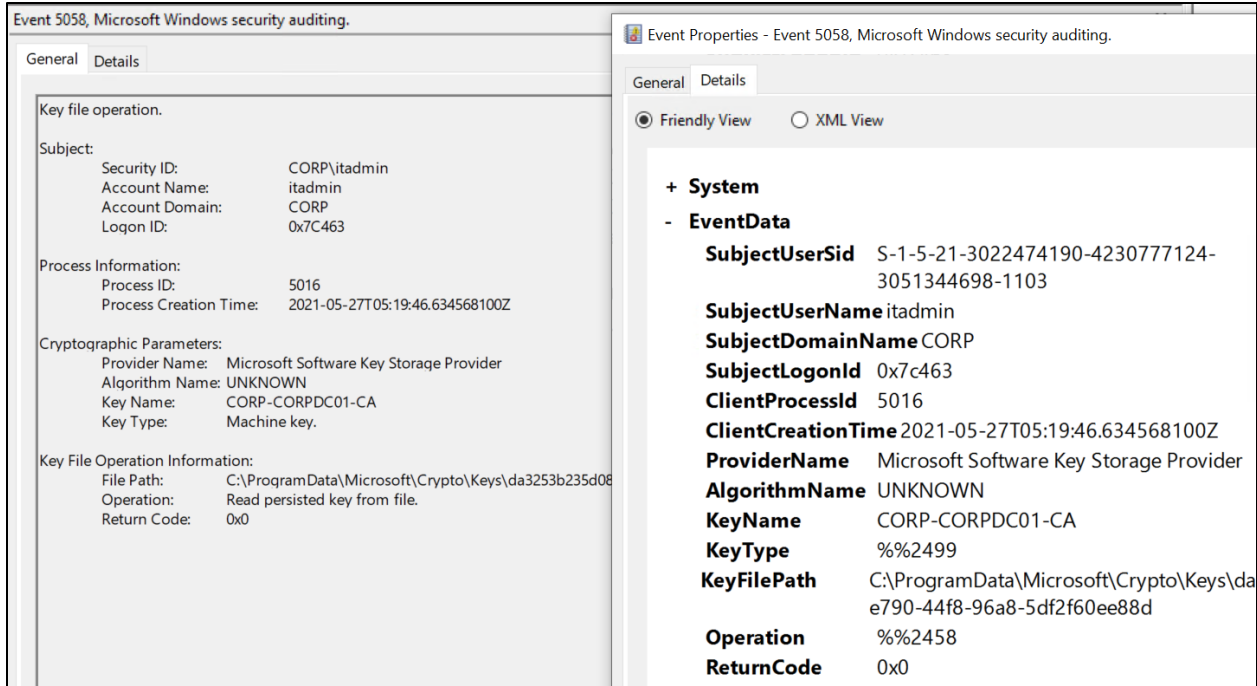 Event 5058, Microsoft Windows security auditing.
General Details
Key file operation.
Subject:
Security ID: CORP\itadmin
Account Name: itadmin
Account Domain: CORP
Logon ID: 0x7C463
Process Information:
Process ID: 5016
Process Creation Time: 2021-05-27T05:19:46.634568100Z
Cryptographic Parameters:
Provider Name: Microsoft Software Key Storage Provider
Algorithm Name: UNKNOWN
Key Name: CORP-CORPDC01-CA
Key Type: Machine key.
Key File Operation Information:
File Path: C:\ProgramData\Microsoft\Crypto\Keys\da3253b235d08
Operation: Read persisted key from file.
Return Code: 0x0
Event Properties - Event 5058, Microsoft Windows security auditing.
General Details
Friendly View XML View
+ System
- EventData
SubjectUserSid S-1-5-21-3022474190-4230777124-
3051344698-1103
SubjectUserName itadmin
SubjectDomainName CORP
SubjectLogonId 0x7c463
ClientProcessId 5016
ClientCreationTime 2021-05-27T05:19:46.634568100Z
ProviderName Microsoft Software Key Storage Provider
AlgorithmName UNKNOWN
KeyName CORP-CORPDC01-CA
KeyType %%2499
KeyFilePath C:\ProgramData\Microsoft\Crypto\Keys\da
e790-44f8-96a8-5df2f60ee88d
Operation %%2458
ReturnCode 0x0